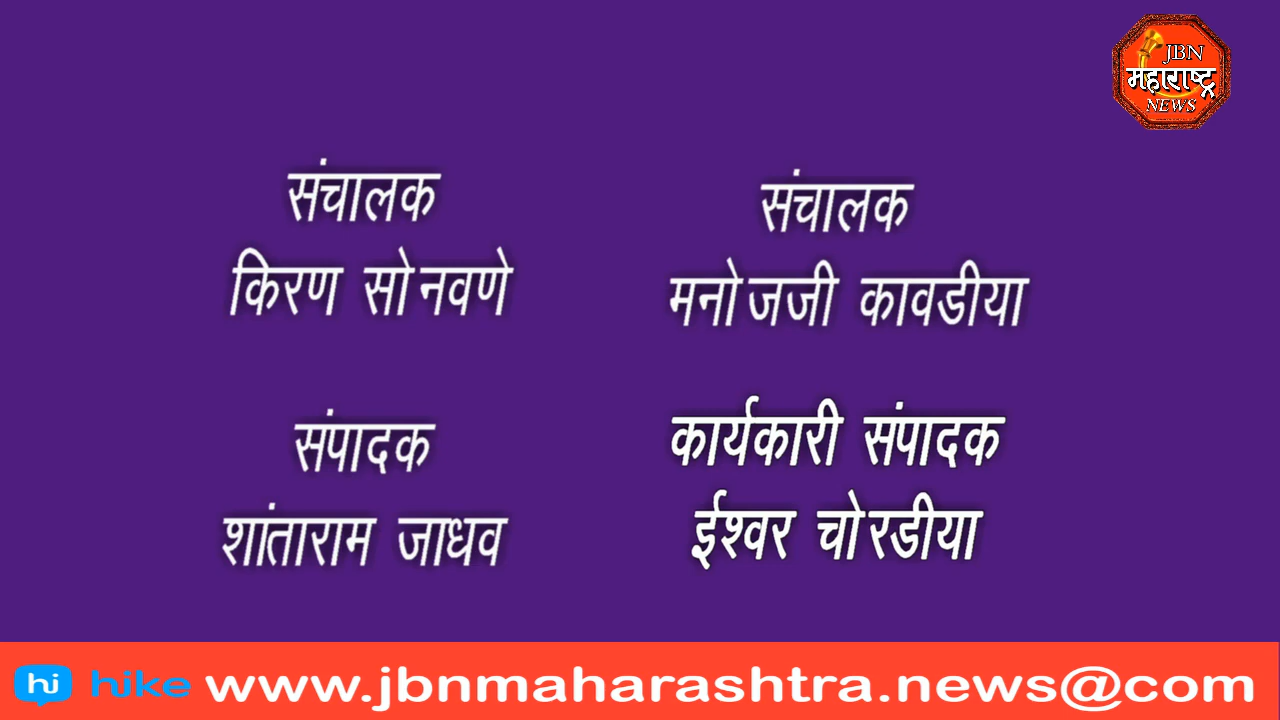 JBN
महाराष्ट्र
NEWS
संचालक
किरण सोनवणे
संचालक
मनोजजी कावडीया
संपादक
शांताराम जाधव
कार्यकारी संपादक
ईश्वर चोरडीया
hi hike www.jbnmaharashtra.news@com